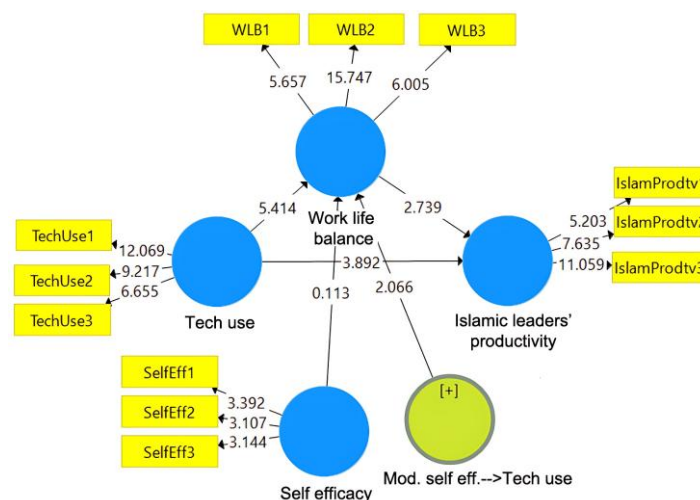 WLB1
WLB2
WLB3
5.657
15.747
6.005
IslamProdtv
IslamProdtv2
IslamProdtv3
5.203
7.635
11.059
5.414
2.739
Work life
balance
TechUse1
TechUse2
TechUse3
12.069
9.217
6.655
3.892
0.113
2.066
Tech use
Islamic leaders'
productivity
SelfEff1
SelfEff2
SelfEff3
3.392
3.107
3.144
[+]
Self efficacy
Mod. self eff.-->Tech use